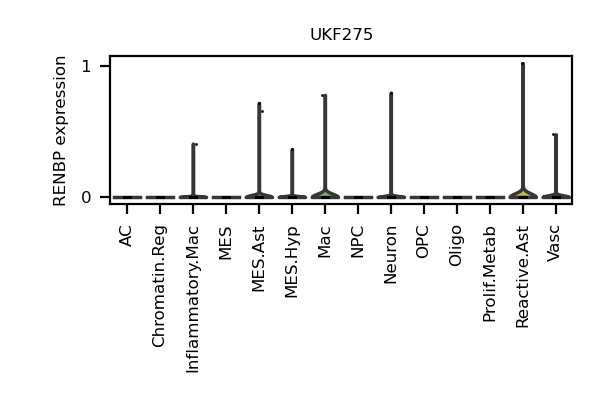 UKF275
RENBP expression
1
0
AC
Chromatin.Reg
Inflammatory.Mac
MES
MES.Ast
MES.Hyp
Mac
NPC
Neuron
OPC
Oligo
Prolif.Metab
Reactive.Ast
Vasc